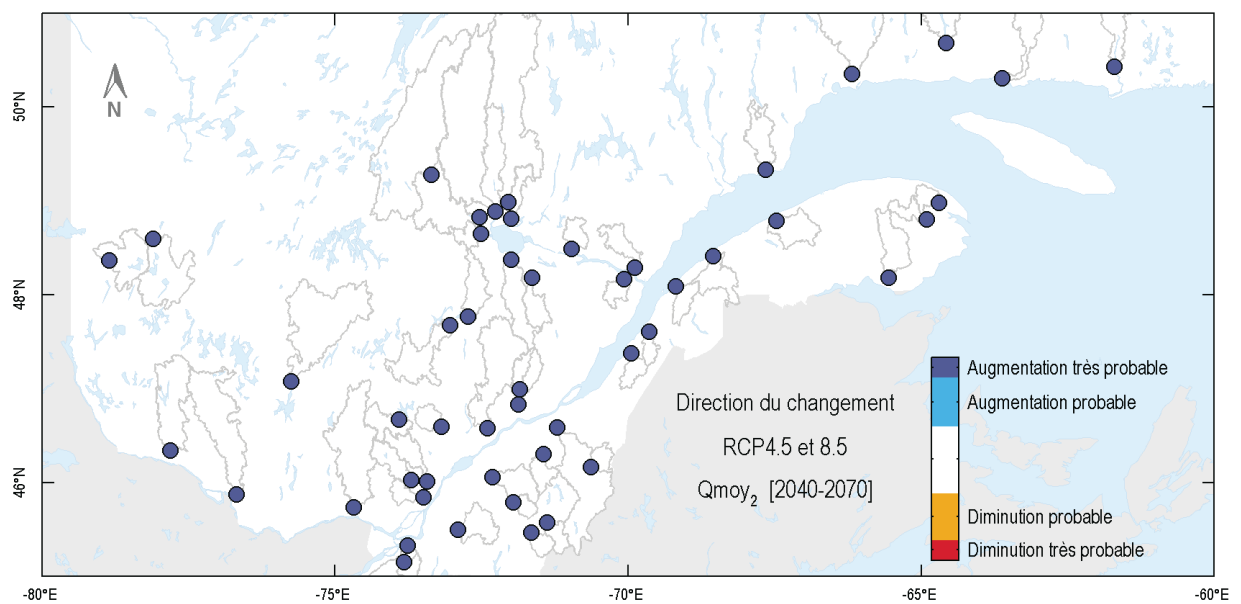 50°N
48°N
46°N
N
Direction du changement
RCP4.5 et 8.5
Qmoy2 [2040-2070]
Augmentation très probable
Augmentation probable
Diminution probable
Diminution très probable
-80°E
-75°E
-70°E
-65°E
-60°E